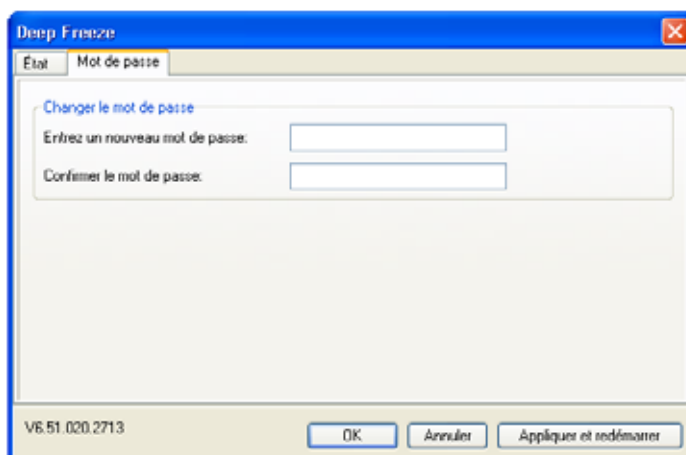 Deep Freeze
État Mot de passe
Changer le mot de passe
Entrez un nouveau mot de passe:
Confirmer le mot de passe:
V6.51.020.2713 OK Annuler Appliquer et redémarrer